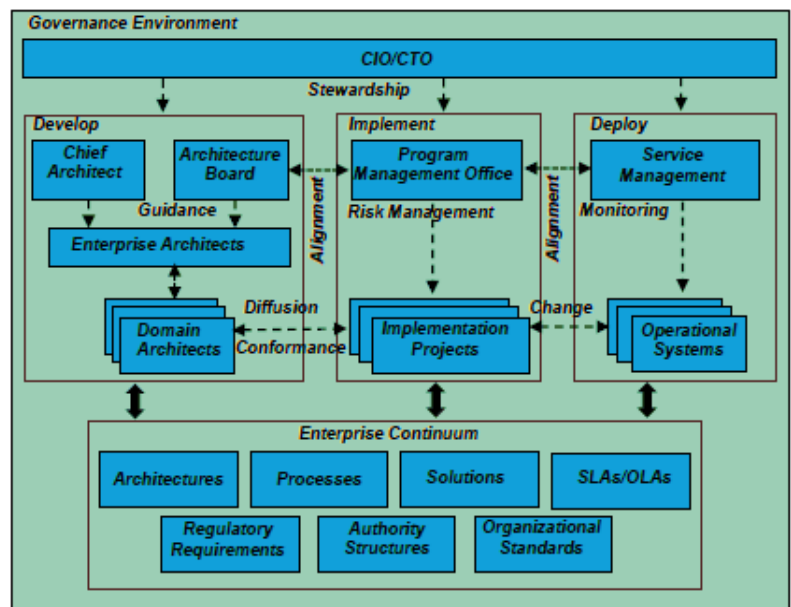 Governance Environment
CIO/CTO
Stewardship
Develop
Chief
Architect
Architecture
Board
Guidance
Enterprise Architects
Domain
Architects
Alignment
Diffusion
Conformance
Implement
Program
Management Office
Risk Management
Implementation
Projects
Alignment
Change
Deploy
Service
Management
Monitoring
Operational
Systems
Enterprise Continuum
Architectures
Processes
Solutions
SLAs/OLAs
Regulatory
Requirements
Authority
Structures
Organizational
Standards